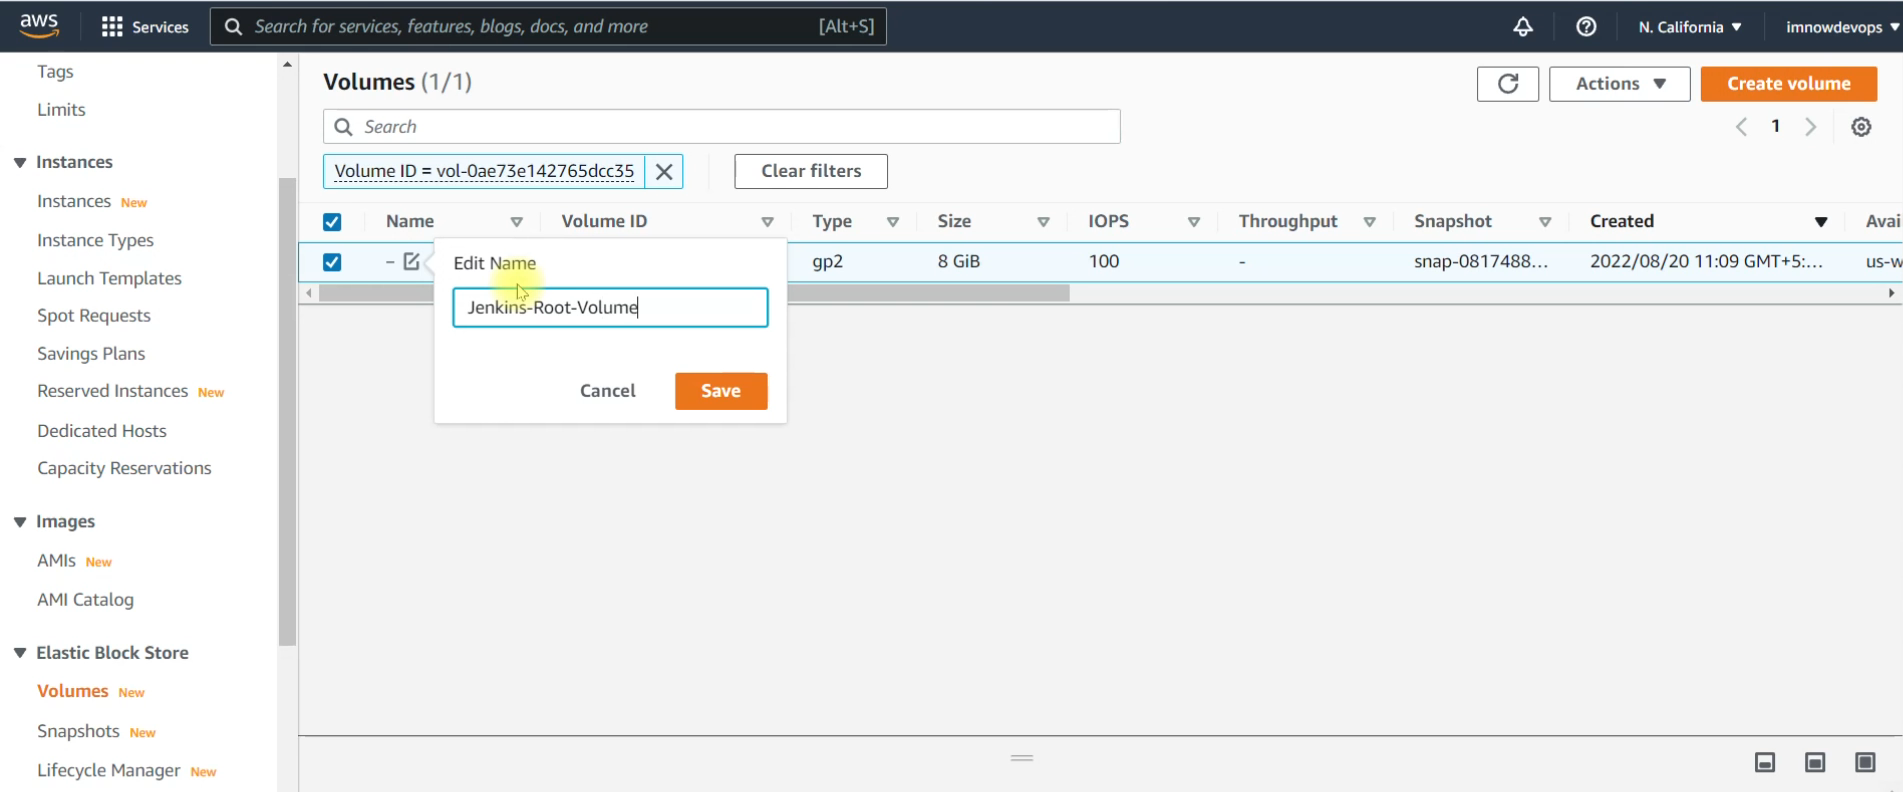 aws Services Search for services, features, blogs, docs, and more [Alt+S] N. California imnowdevops
Tags
Limits
Instances
Instances New
Instance Types
Launch Templates
Spot Requests
Savings Plans
Reserved Instances New
Dedicated Hosts
Capacity Reservations
Images
AMIs New
AMI Catalog
Elastic Block Store
Volumes New
Snapshots New
Lifecycle Manager New
Volumes (1/1)
Actions Create volume
Search
1
Volume ID = vol-0ae73e142765dcc35 Clear filters
Name Volume ID Type Size IOPS Throughput Snapshot Created Avai
– gp2 8 GiB 100 - snap-0817488... 2022/08/20 11:09 GMT+5:... us-w
Edit Name
Jenkins-Root-Volume
Cancel Save